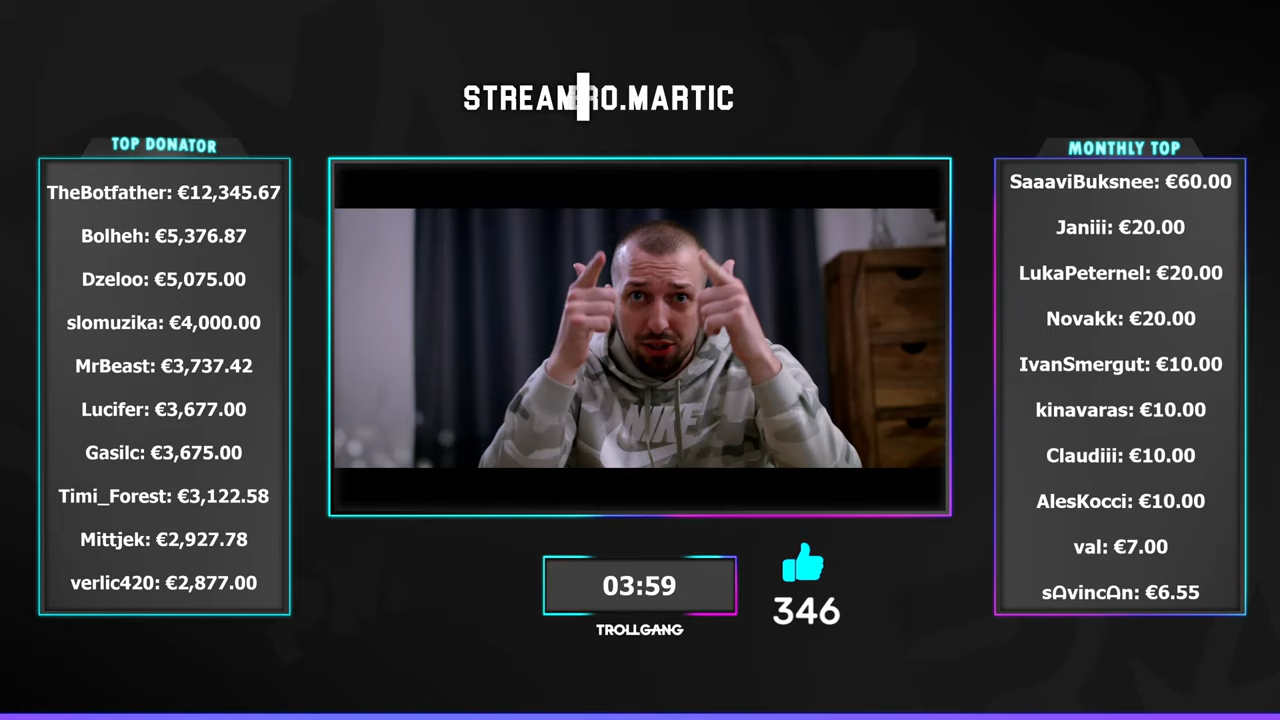 STREAMRO.MARTIC
TOP DONATOR
TheBotfather: €12,345.67
Bolheh: €5,376.87
Dzeloo: €5,075.00
slomuzika: €4,000.00
MrBeast: €3,737.42
Lucifer: €3,677.00
Gasilc: €3,675.00
Timi_Forest: €3,122.58
Mittjek: €2,927.78
verlic420: €2,877.00
NIKE
03:59
TROLLGANG
346
MONTHLY TOP
SaaaviBuksnee: €60.00
Janiii: €20.00
LukaPeternel: €20.00
Novakk: €20.00
IvanSmergut: €10.00
kinavaras: €10.00
Claudiii: €10.00
AlesKocci: €10.00
val: €7.00
sᗩvincᗩn: €6.55